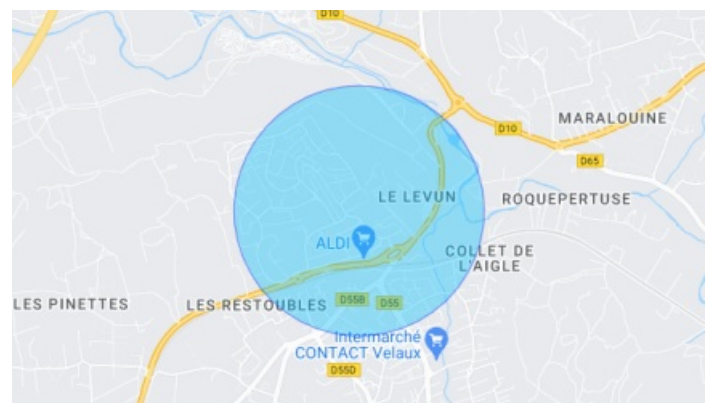 D10
MARALOUINE
D10
D65
LE LEVUN
ROQUEPERTUSE
ALDI
COLLET DE
L'AIGLE
LES PINETTES
LES RESTOUBLES
D55B
D55
Intermarché
CONTACT Velaux
D55D